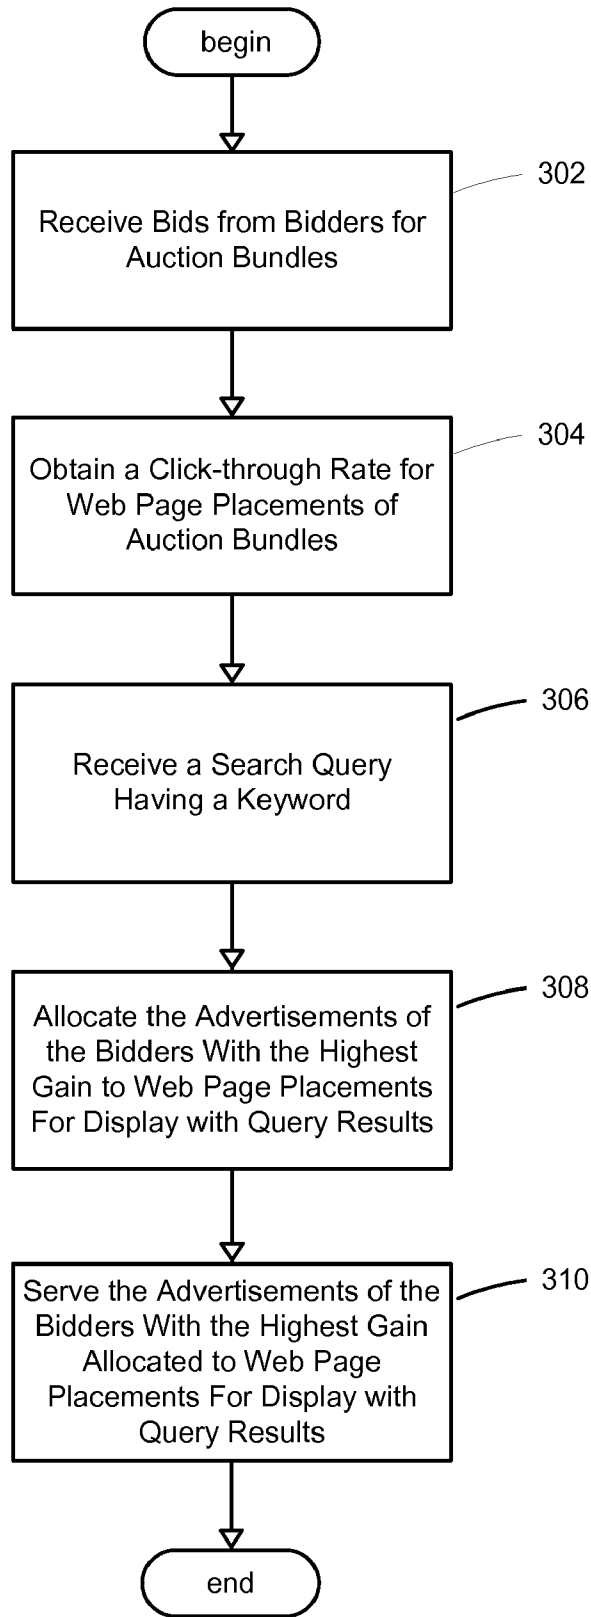 begin
302
Receive Bids from Bidders for
Auction Bundles
304
Obtain a Click-through Rate for
Web Page Placements of
Auction Bundles
306
Receive a Search Query
Having a Keyword
308
Allocate the Advertisements of
the Bidders With the Highest
Gain to Web Page Placements
For Display with Query Results
310
Serve the Advertisements of the
Bidders With the Highest Gain
Allocated to Web Page
Placements For Display with
Query Results
end